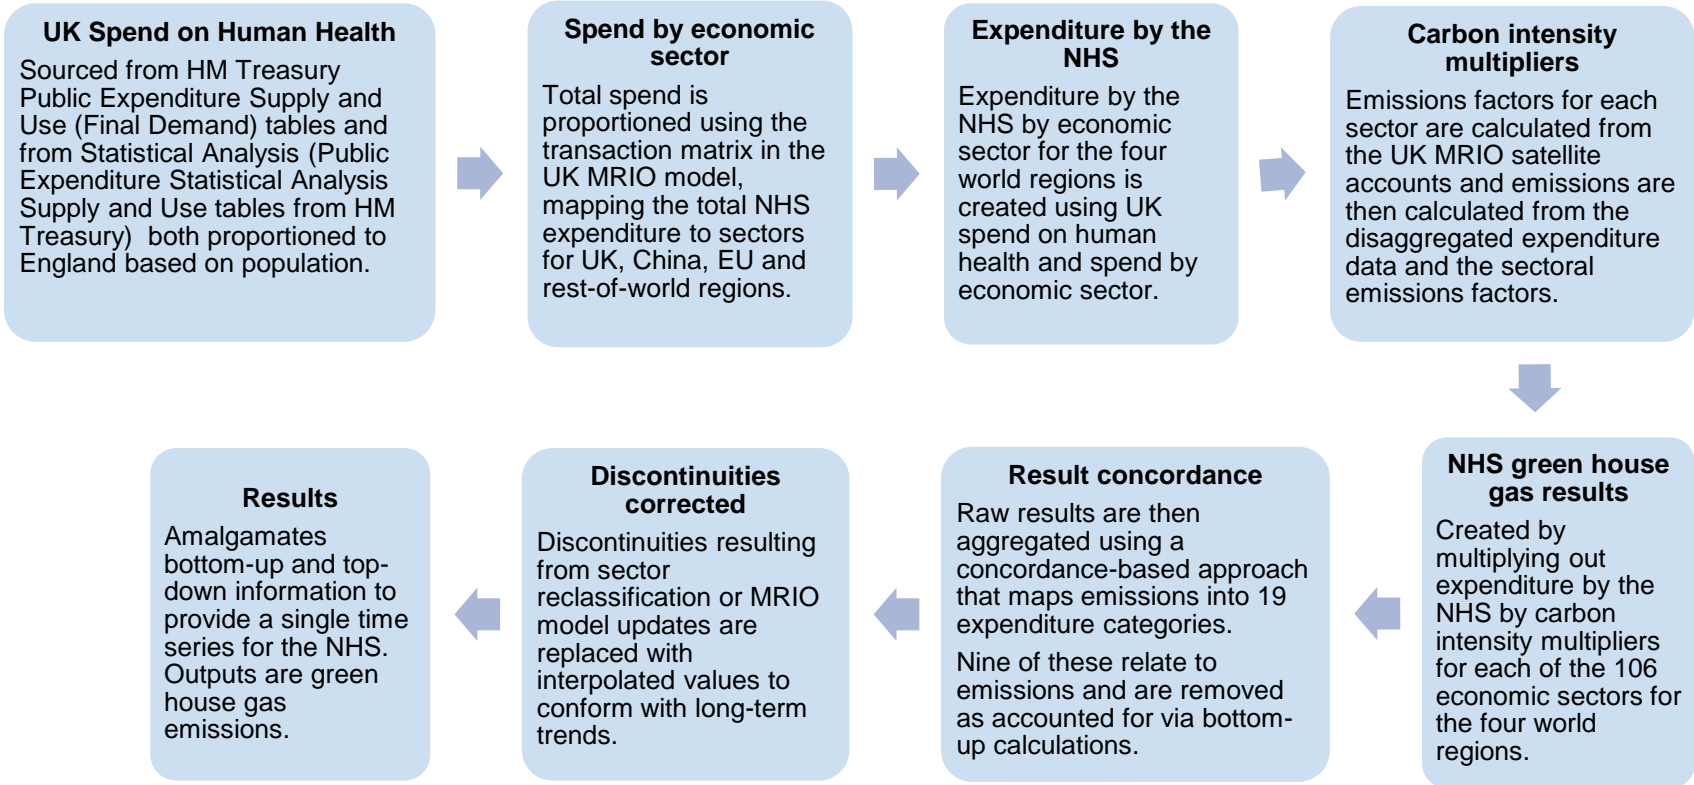 UK Spend on Human Health
Sourced from HM Treasury
Public Expenditure Supply and
Use (Final Demand) tables and
from Statistical Analysis (Public
Expenditure Statistical Analysis
Supply and Use tables from HM
Treasury)  both proportioned to
England based on population.
Spend by economic
sector
Total spend is
proportioned using the
transaction matrix in the
UK MRIO model,
mapping the total NHS
expenditure to sectors
for UK, China, EU and
rest-of-world regions.
Expenditure by the
NHS
Expenditure by the
NHS by economic
sector for the four
world regions is
created using UK
spend on human
health and spend by
economic sector.
Carbon intensity
multipliers
Emissions factors for each
sector are calculated from
the UK MRIO satellite
accounts and emissions are
then calculated from the
disaggregated expenditure
data and the sectoral
emissions factors.
NHS green house
gas results
Created by
multiplying out
expenditure by the
NHS by carbon
intensity multipliers
for each of the 106
economic sectors for
the four world
regions.
Result concordance
Raw results are then
aggregated using a
concordance-based approach
that maps emissions into 19
expenditure categories.
Nine of these relate to
emissions and are removed
as accounted for via bottom-
up calculations.
Discontinuities
corrected
Discontinuities resulting
from sector
reclassification or MRIO
model updates are
replaced with
interpolated values to
conform with long-term
trends.
Results
Amalgamates
bottom-up and top-
down information to
provide a single time
series for the NHS.
Outputs are green
house gas
emissions.